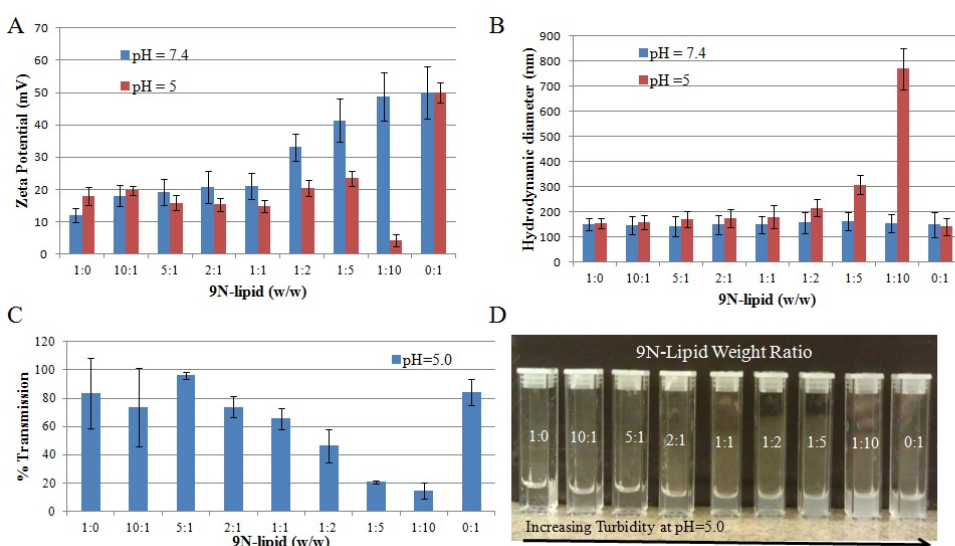 A
70
60
50
40
30
20
10
0
Zeta Potential (mV)
pH = 7.4
pH = 5
1:0 10:1 5:1 2:1 1:1 1:2 1:5 1:10 0:1
9N-lipid (w/w)
B
900
800
700
600
500
400
300
200
100
0
Hydrodynamic diameter (nm)
pH = 7.4
pH =5
1:0 10:1 5:1 2:1 1:1 1:2 1:5 1:10 0:1
9N-lipid (w/w)
C
120
100
80
60
40
20
0
% Transmission
pH=5.0
1:0 10:1 5:1 2:1 1:1 1:2 1:5 1:10 0:1
9N-lipid (w/w)
D
9N-Lipid Weight Ratio
1:0 10:1 5:1 2:1 1:1 1:2 1:5 1:10 0:1
Increasing Turbidity at pH=5.0